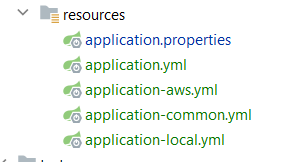 resources
application.properties
application.yml
application-aws.yml
application-common.yml
application-local.yml